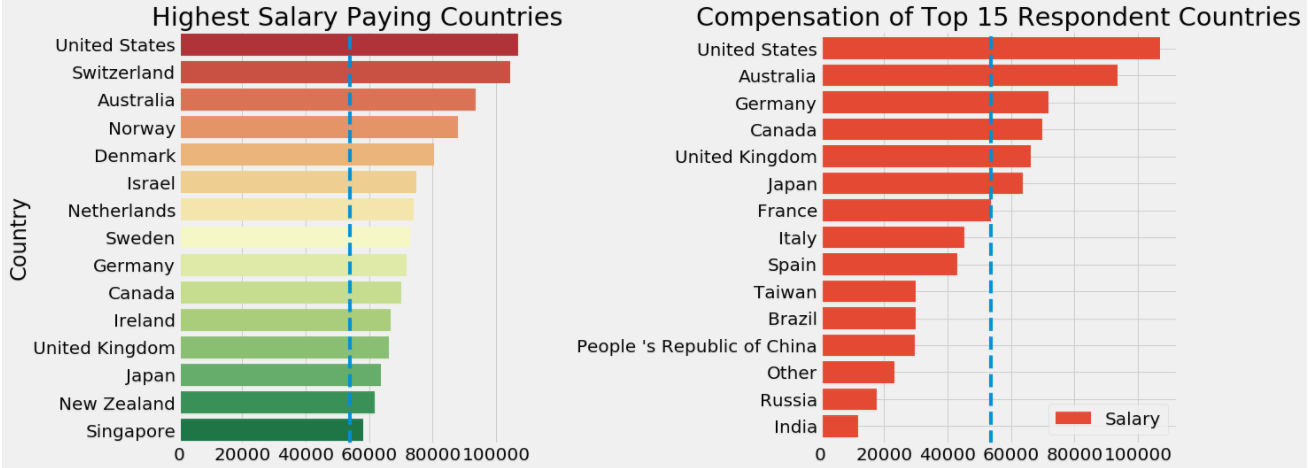 Highest Salary Paying Countries
Country
United States
Switzerland
Australia
Norway
Denmark
Israel
Netherlands
Sweden
Germany
Canada
Ireland
United Kingdom
Japan
New Zealand
Singapore
0 20000 40000 60000 80000 100000
Compensation of Top 15 Respondent Countries
United States
Australia
Germany
Canada
United Kingdom
Japan
France
Italy
Spain
Taiwan
Brazil
People 's Republic of China
Other
Russia
India
Salary
0 20000 40000 60000 80000 100000